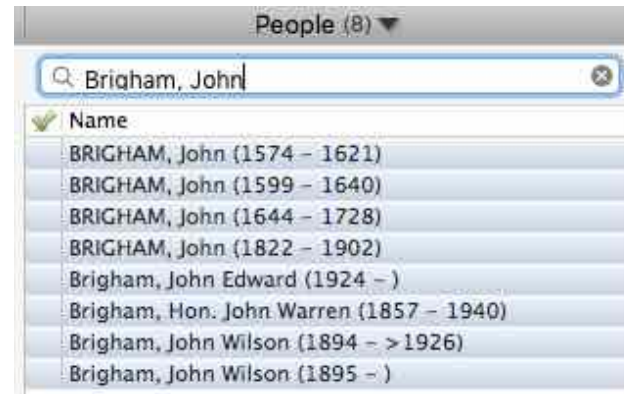 People (8)
Brigham, John
Name
BRIGHAM, John (1574 – 1621)
BRIGHAM, John (1599 – 1640)
BRIGHAM, John (1644 – 1728)
BRIGHAM, John (1822 – 1902)
Brigham, John Edward (1924 – )
Brigham, Hon. John Warren (1857 – 1940)
Brigham, John Wilson (1894 – >1926)
Brigham, John Wilson (1895 – )